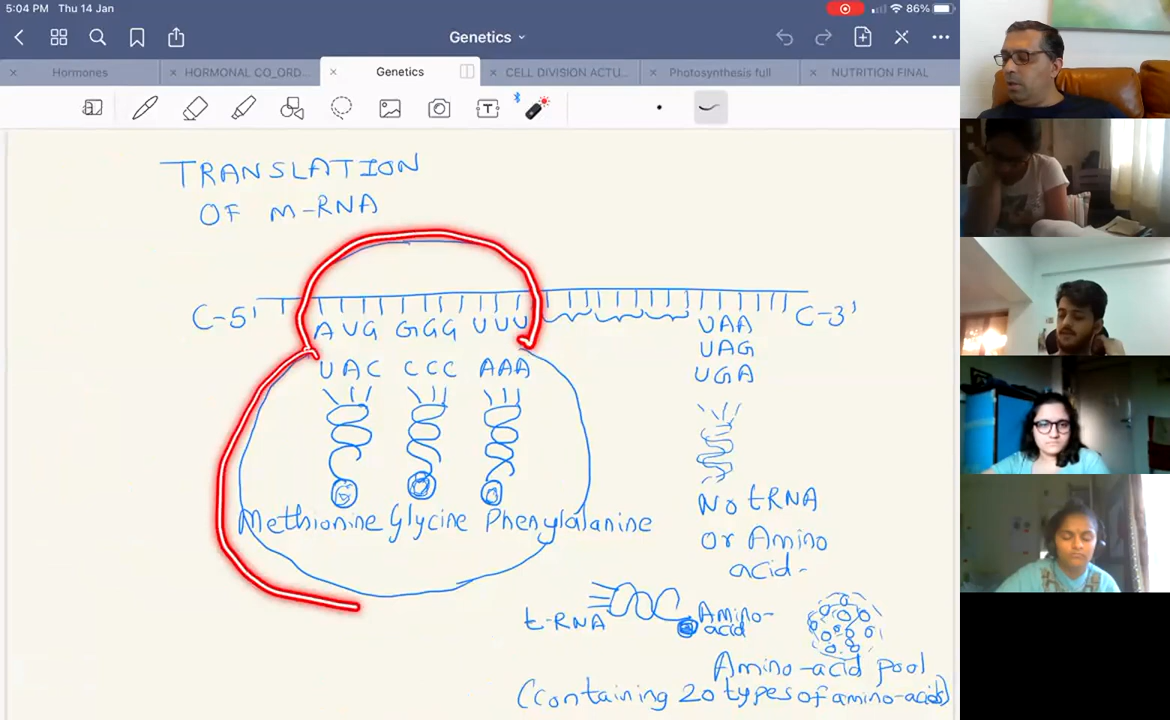 5:04 PM Thu 14 Jan
86%
Genetics
Hormones
HORMONAL CO_ORD...
Genetics
CELL DIVISION ACTU...
Photosynthesis full
NUTRITION FINAL
TRANSLATION
OF m-RNA
C-5' C-3'
AUG GGG UUU UAA
UAC CCC AAA UAG
UGA
No tRNA
Methionine Glycine Phenylalanine
or Amino
acid-
t-RNA Amino-
acid
Amino-acid pool
(Containing 20 types of amino-acids)